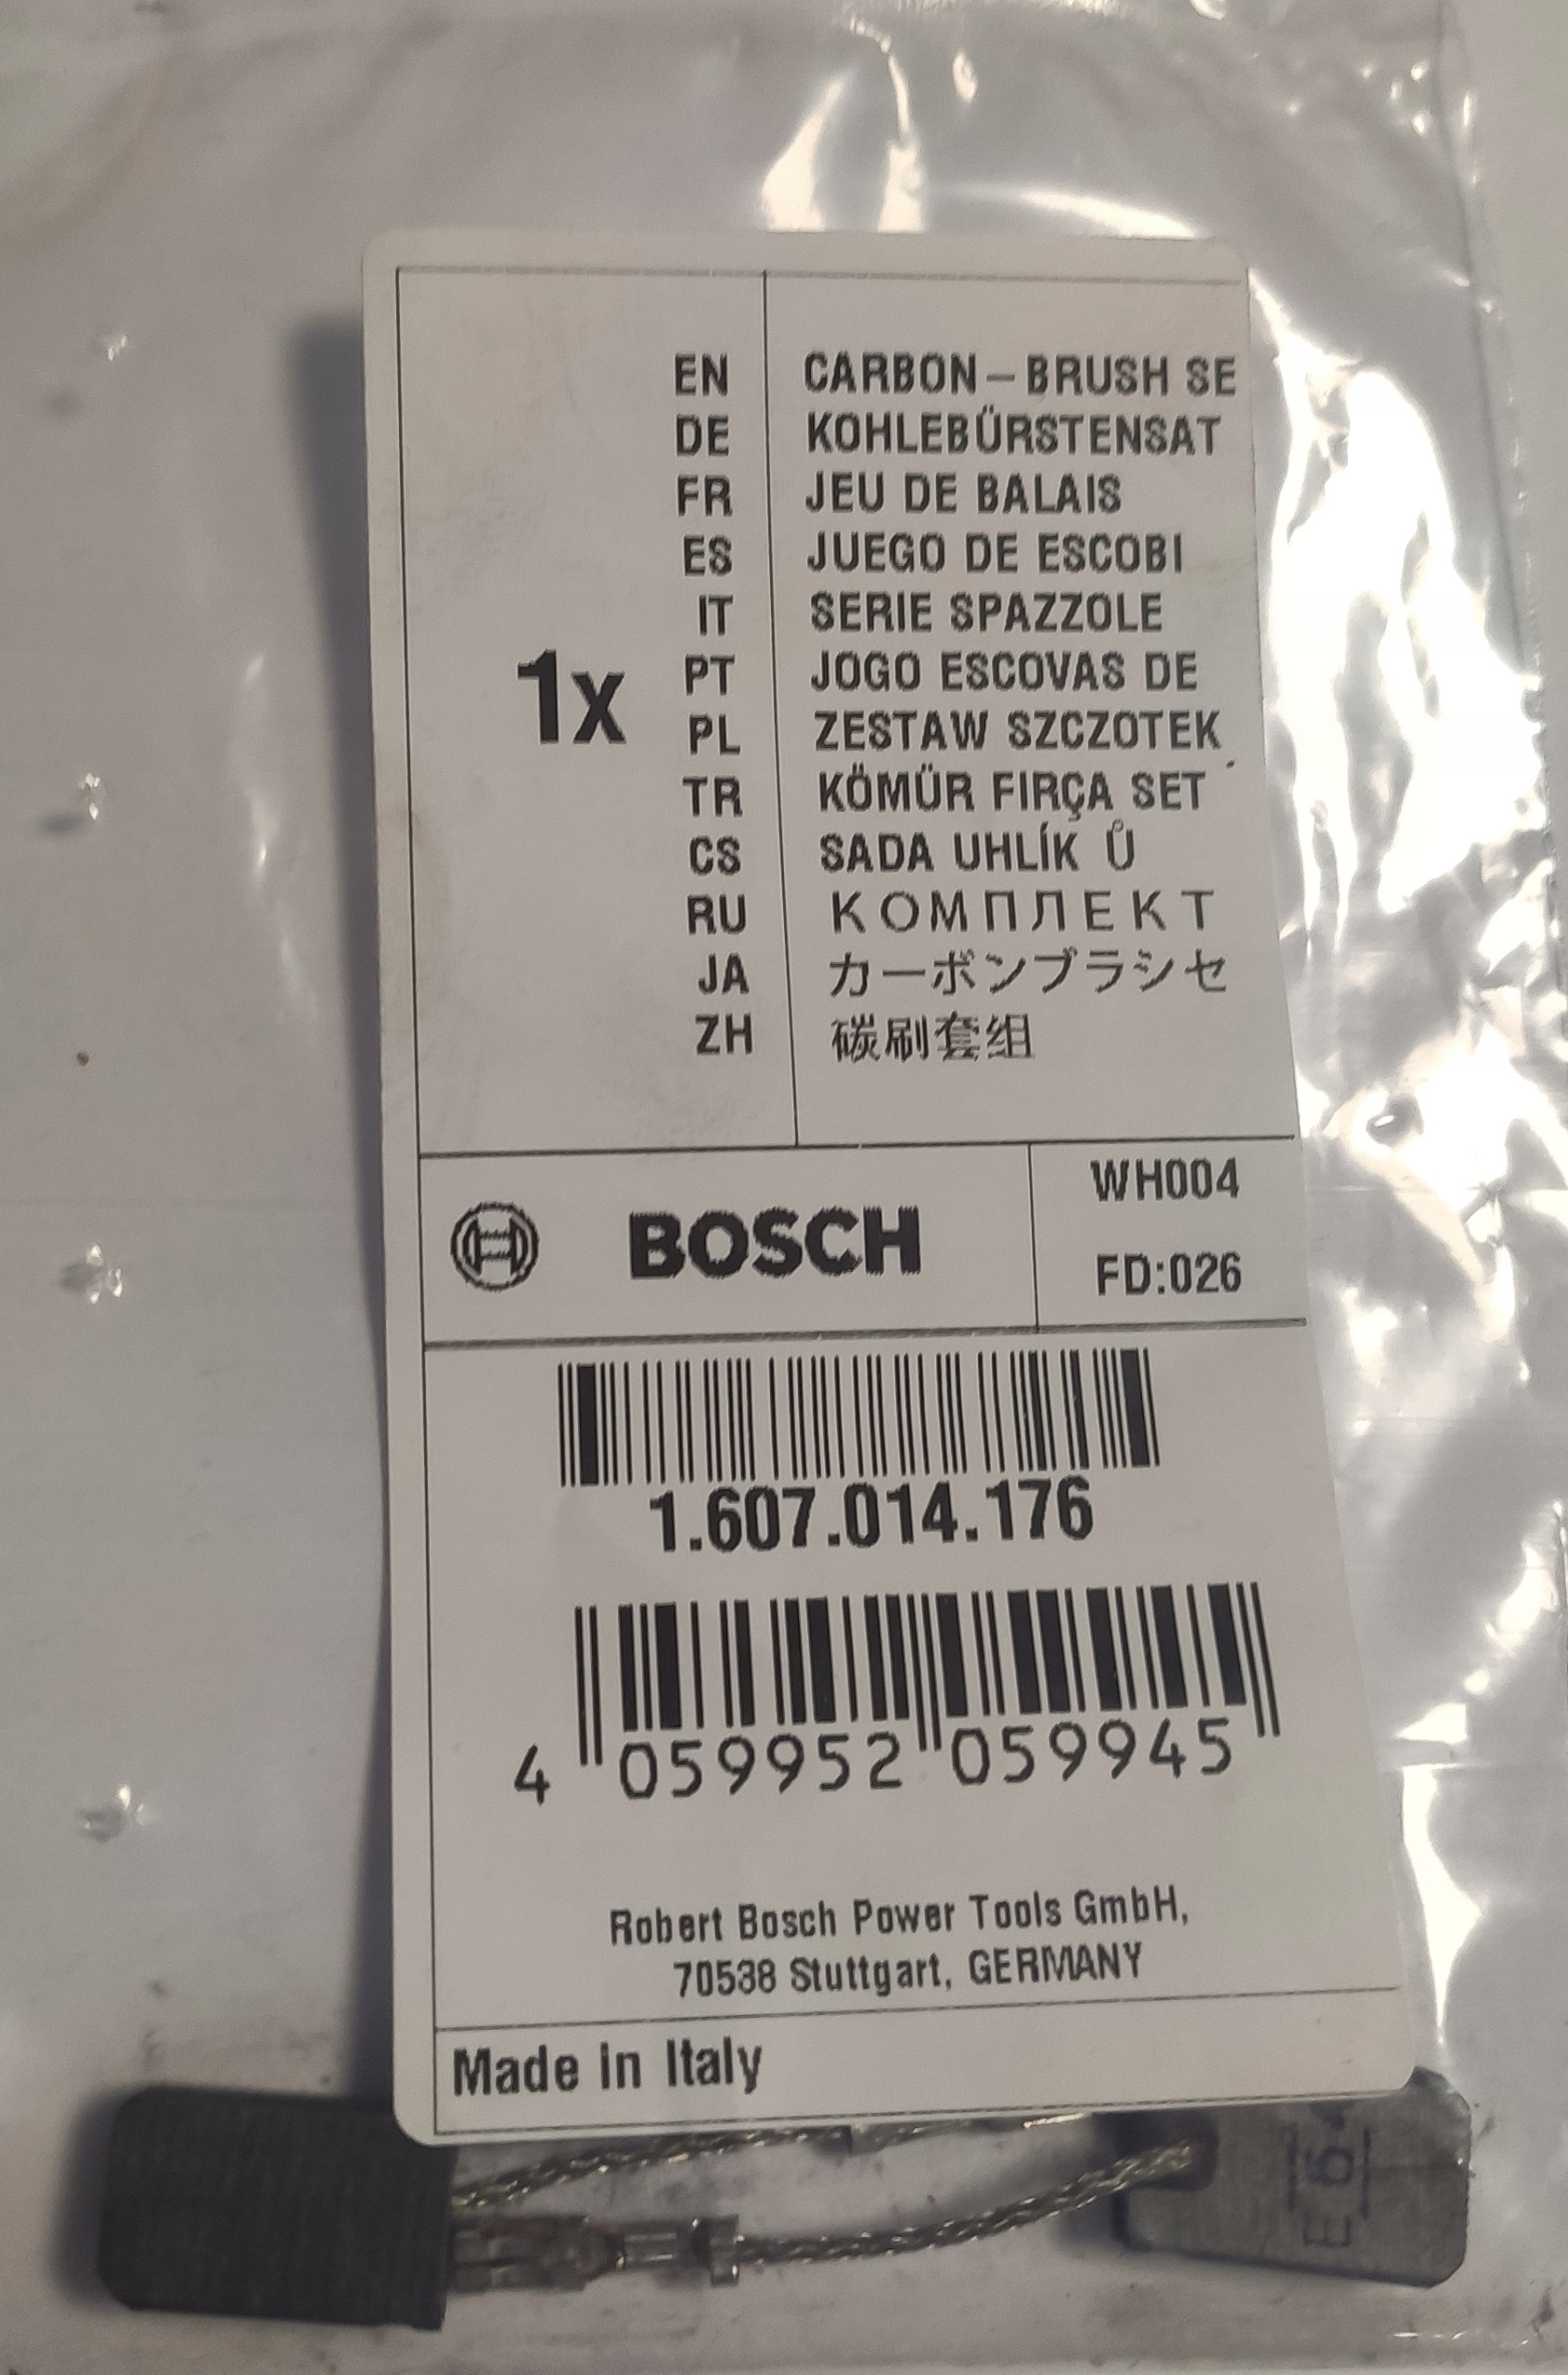 1x
EN CARBON-BRUSH SE
DE KOHLEBÜRSTENSAT
FR JEU DE BALAIS
ES JUEGO DE ESCOBI
IT SERIE SPAZZOLE
PT JOGO ESCOVAS DE
PL ZESTAW SZCZOTEK
TR KÖMÜR FIRÇA SET
CS SADA UHLÍK Ů
RU КОМПЛЕКТ
JA カーボンブラシセ
ZH 碳刷套组
BOSCH
WH004
FD:026
1.607.014.176
4 059952 059945
Robert Bosch Power Tools GmbH,
70538 Stuttgart, GERMANY
Made in Italy